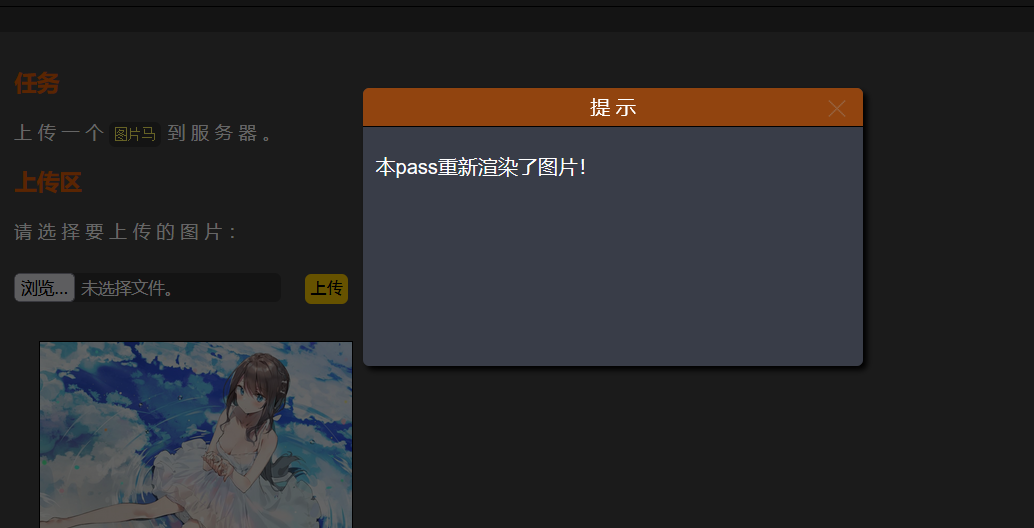 任务
上传一个 图片马 到服务器。
上传区
请选择要上传的图片：
浏览... 未选择文件。 上传
提示
本pass重新渲染了图片！